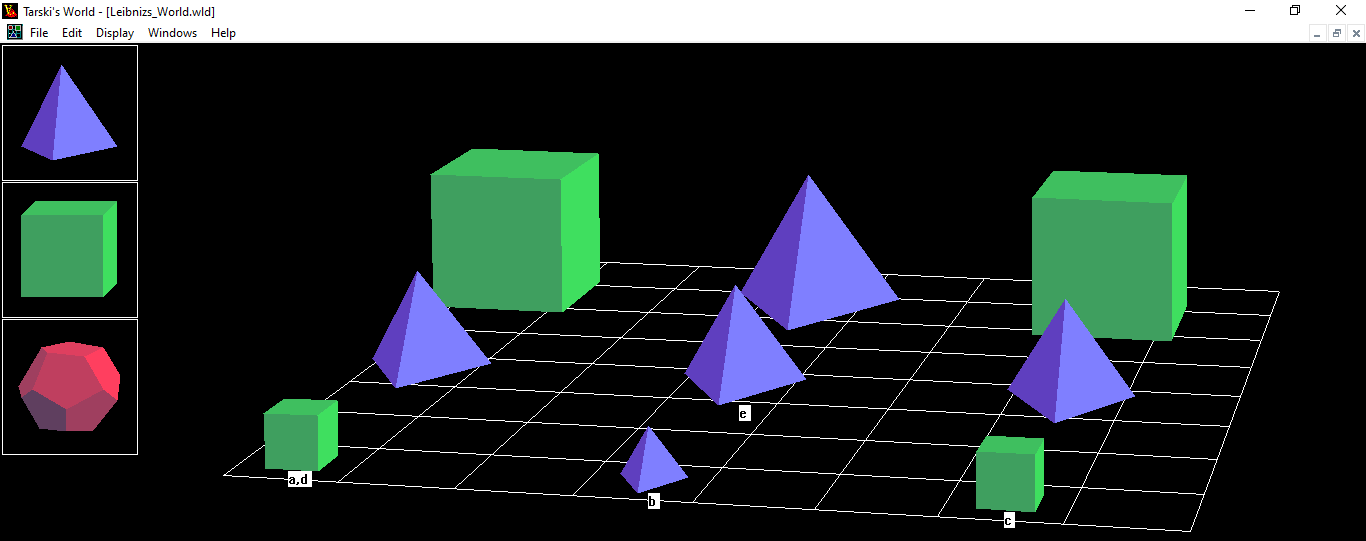 Tarski's World - [Leibnizs_World.wld]
File Edit Display Windows Help
e
a,d
b
c